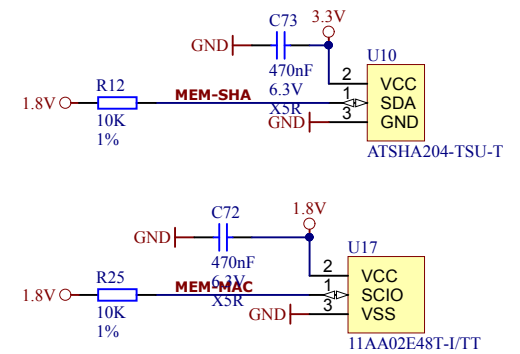 C73
3.3V
GND
470nF
6.3V
X5R
U10
R12
1.8V
10K
1%
MEM-SHA
2
1
3
GND
VCC
SDA
GND
ATSHA204-TSU-T
C72
1.8V
GND
470nF
6.3V
X5R
U17
R25
1.8V
10K
1%
MEM-MAC
2
1
3
GND
VCC
SCIO
VSS
11AA02E48T-I/TT